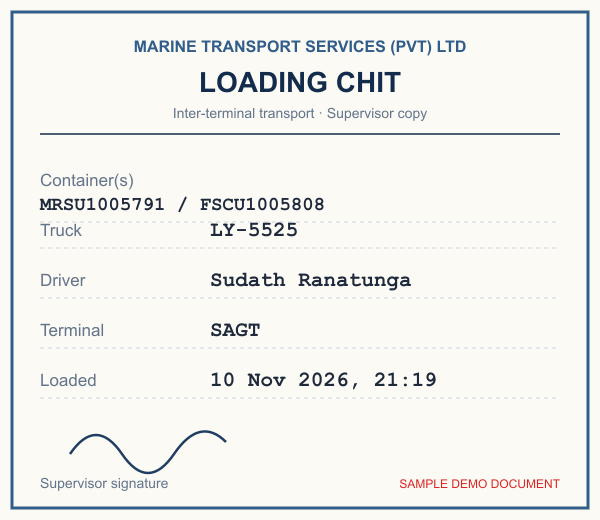 MARINE TRANSPORT SERVICES (PVT) LTD
LOADING CHIT
Inter-terminal transport · Supervisor copy
Container(s)
MRSU1005791 / FSCU1005808
Truck LY-5525
Driver Sudath Ranatunga
Terminal SAGT
Loaded 10 Nov 2026, 21:19
Supervisor signature SAMPLE DEMO DOCUMENT